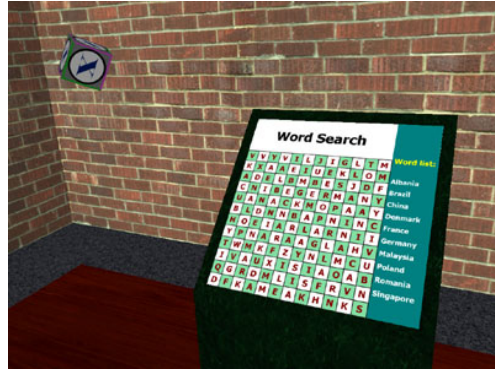 Word Search
V V Y V I L J I G L T M
K I A A E I U E K L O M
A D E L B M B E S J D F
C N I B E G E R M A N Y
U A N A C K M O P A A Y
B L D N N B A P N I N C
H O E I A R L A R N I I
Y P N A R A A G L A H V
T W M K F Z Y N L M C U
I V A U X I S I A O A B
Q G R D M L I S F R V N
D F K A M E A K H N K S
Word list:
Albania
Brazil
China
Denmark
France
Germany
Malaysia
Poland
Romania
Singapore